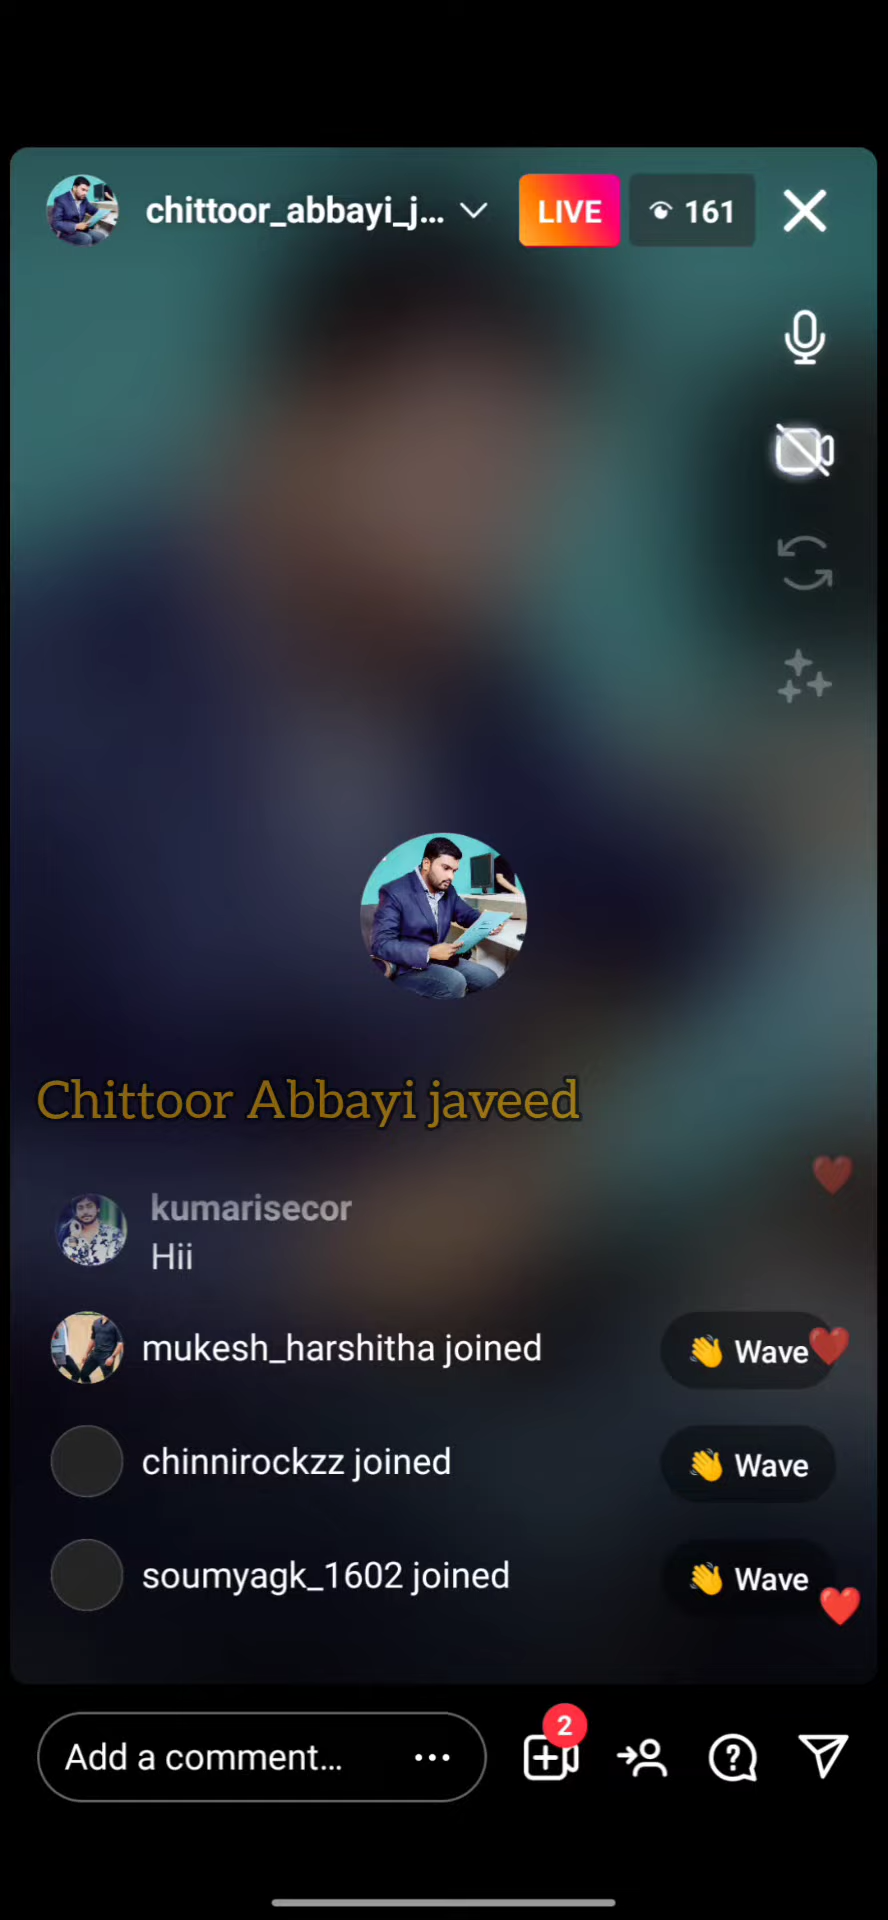 chittoor_abbayi_j...
LIVE
161
Chittoor Abbayi javeed
kumarisecor
Hii
mukesh_harshitha joined
Wave
chinnirockzz joined
Wave
soumyagk_1602 joined
Wave
2
Add a comment...